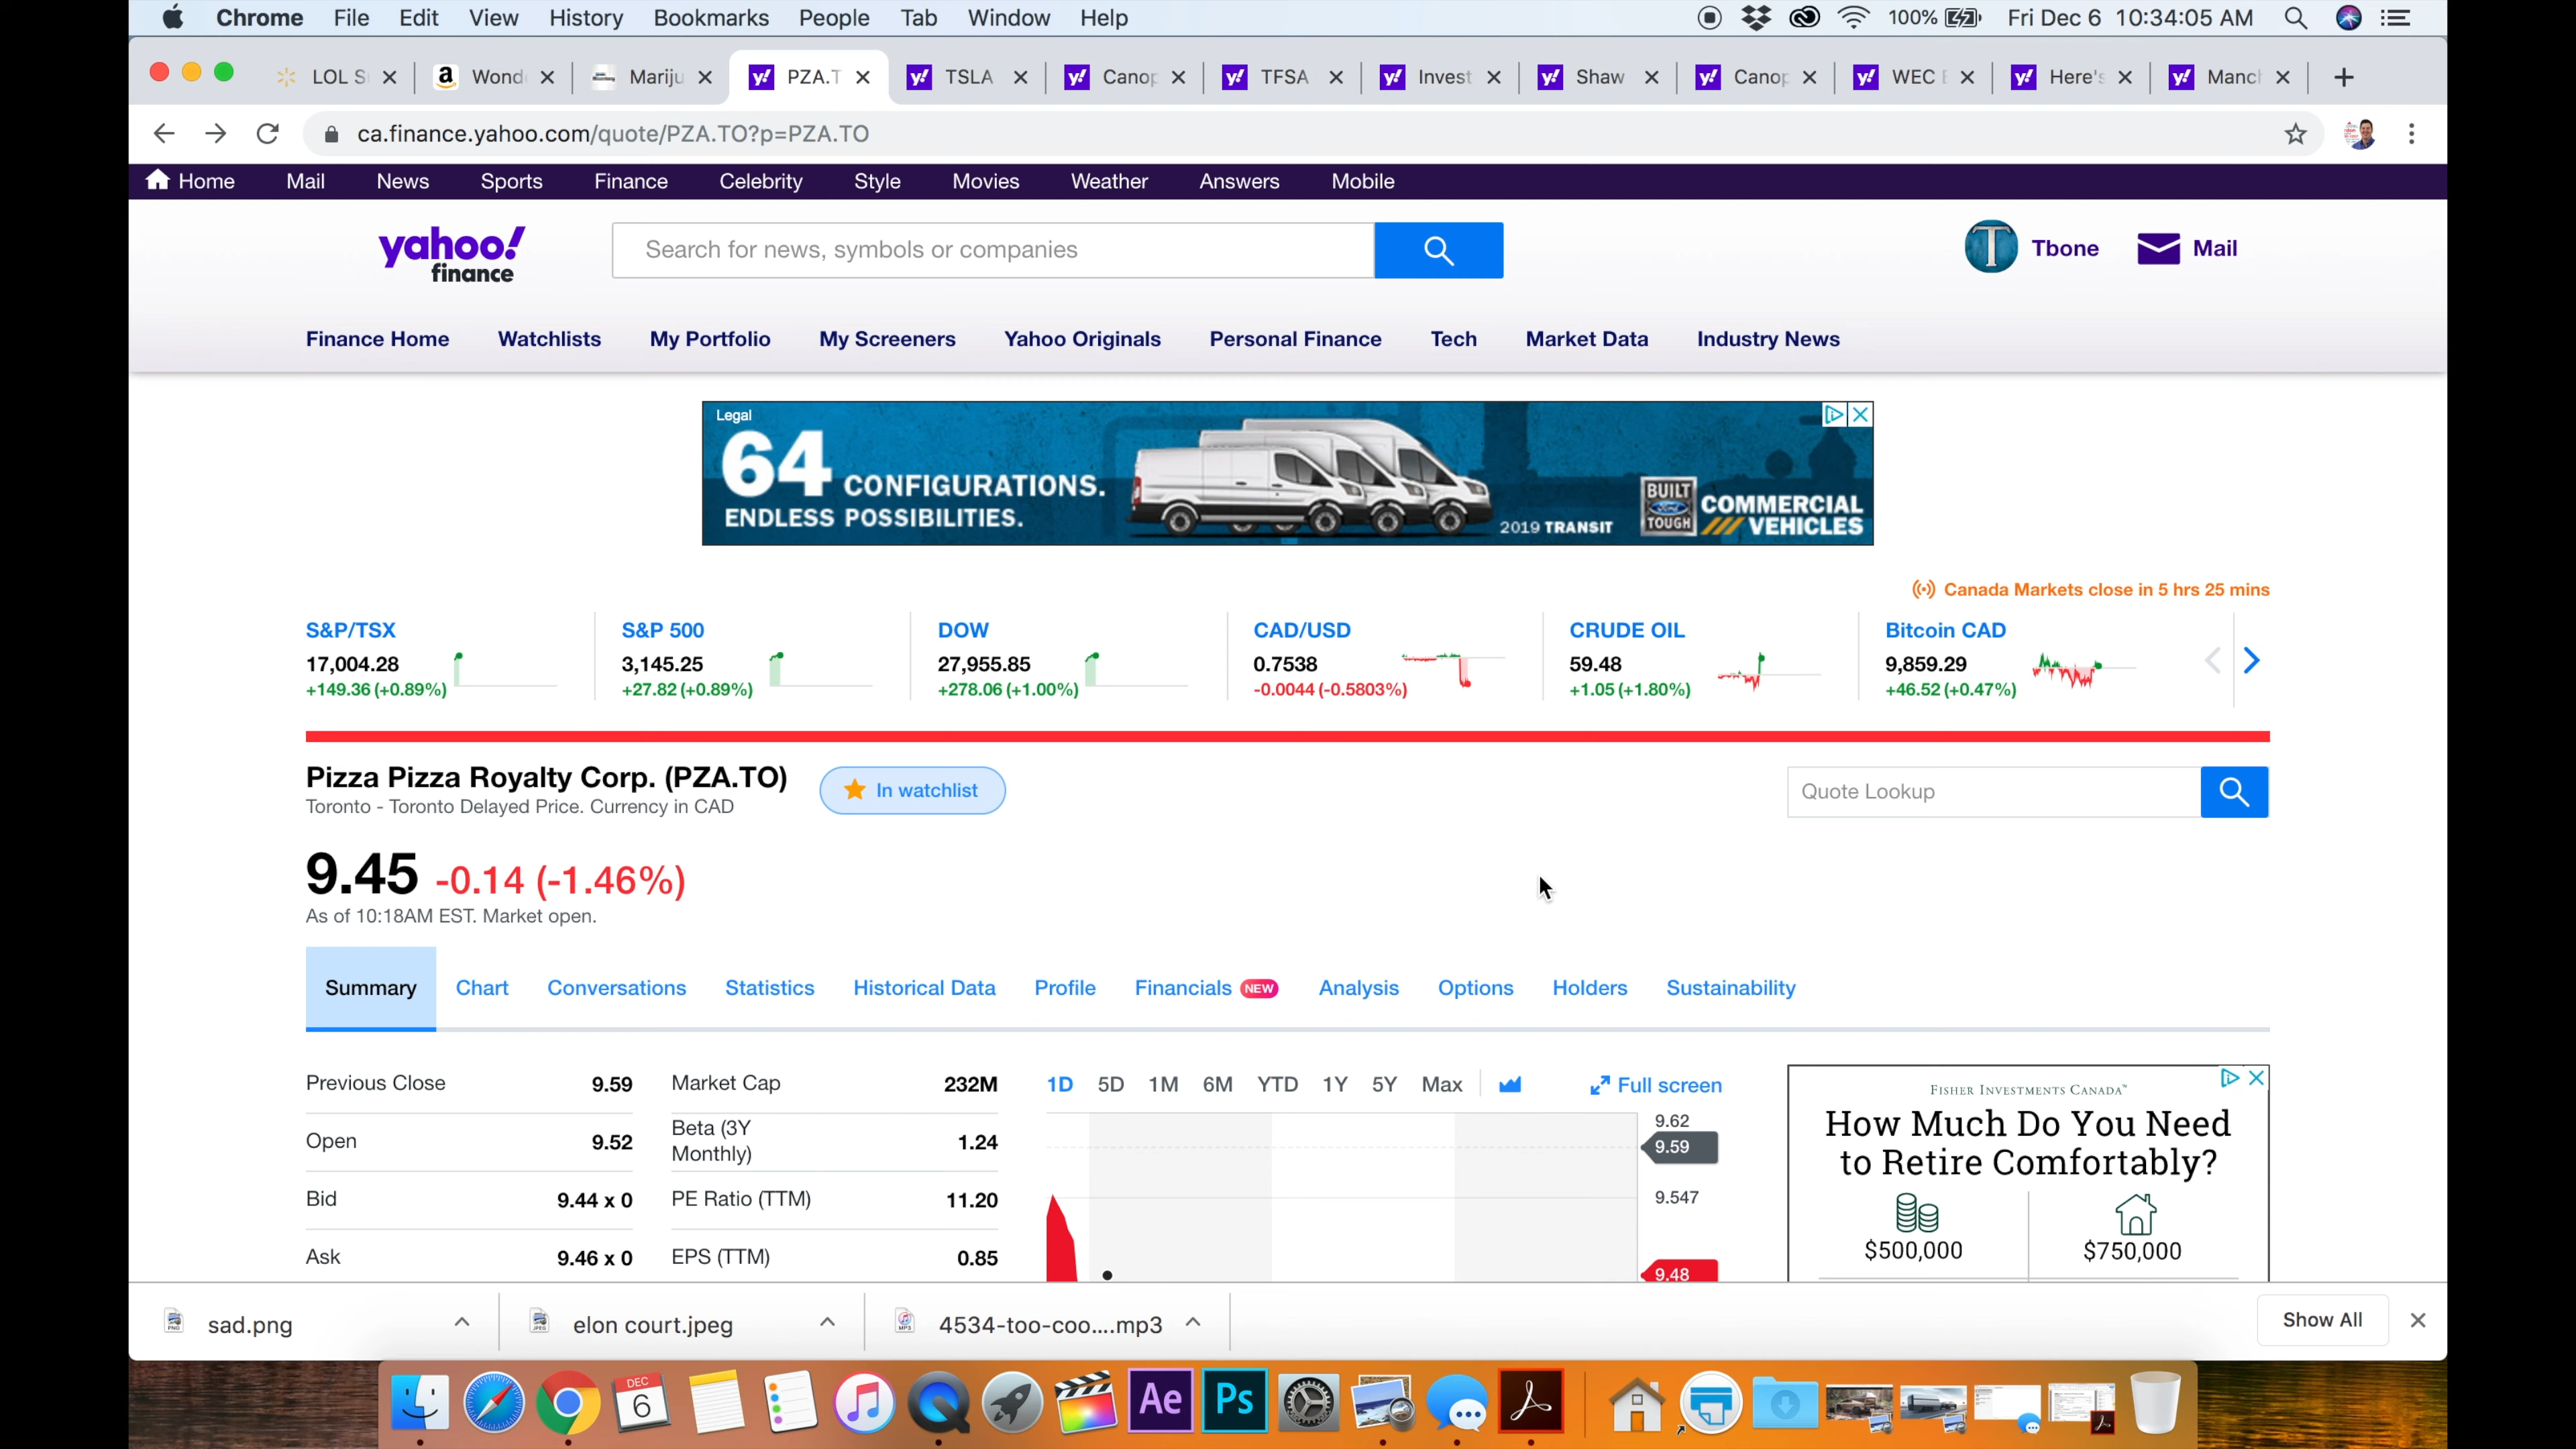 Chrome File Edit View History Bookmarks People Tab Window Help 100% Fri Dec 6 10:34:05 AM
LOL S Wond Mariju PZA.T TSLA Canop TFSA Invest Shaw Canop WEC Here's Manch
ca.finance.yahoo.com/quote/PZA.TO?p=PZA.TO
Home Mail News Sports Finance Celebrity Style Movies Weather Answers Mobile
yahoo!
finance
Search for news, symbols or companies
T Tbone Mail
Finance Home Watchlists My Portfolio My Screeners Yahoo Originals Personal Finance Tech Market Data Industry News
Legal
64 CONFIGURATIONS.
ENDLESS POSSIBILITIES.
2019 TRANSIT
BUILT
Ford
TOUGH
COMMERCIAL
VEHICLES
Canada Markets close in 5 hrs 25 mins
S&P/TSX S&P 500 DOW CAD/USD CRUDE OIL Bitcoin CAD
17,004.28 3,145.25 27,955.85 0.7538 59.48 9,859.29
+149.36 (+0.89%) +27.82 (+0.89%) +278.06 (+1.00%) -0.0044 (-0.5803%) +1.05 (+1.80%) +46.52 (+0.47%)
Pizza Pizza Royalty Corp. (PZA.TO) In watchlist
Toronto - Toronto Delayed Price. Currency in CAD
Quote Lookup
9.45 -0.14 (-1.46%)
As of 10:18AM EST. Market open.
Summary Chart Conversations Statistics Historical Data Profile Financials NEW Analysis Options Holders Sustainability
Previous Close 9.59
Open 9.52
Bid 9.44 x 0
Ask 9.46 x 0
Market Cap 232M
Beta (3Y
Monthly) 1.24
PE Ratio (TTM) 11.20
EPS (TTM) 0.85
1D 5D 1M 6M YTD 1Y 5Y Max Full screen
9.62
9.59
9.547
9.48
FISHER INVESTMENTS CANADA™
How Much Do You Need
to Retire Comfortably?
$500,000 $750,000
sad.png elon court.jpeg 4534-too-coo....mp3 Show All
DEC
6
Ae Ps